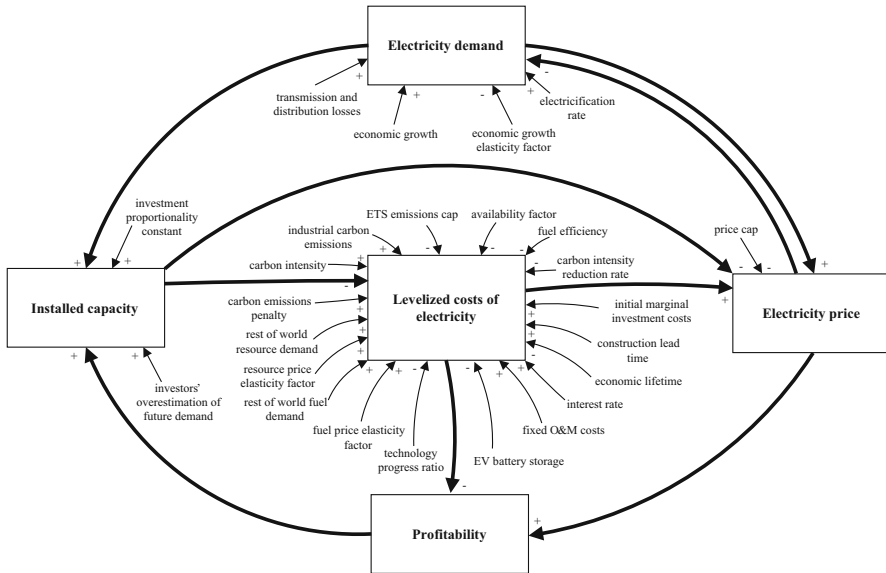 Electricity demand
+
-
transmission and
distribution losses
+
economic growth
-
economic growth
elasticity factor
+
electricification
rate
investment
proportionality
constant
+
+
ETS emissions cap
-
availability factor
-
industrial carbon
emissions
+
fuel efficiency
-
price cap
-
-
+
carbon intensity
+
carbon intensity
reduction rate
-
Installed capacity
-
Levelized costs of
electricity
Electricity price
+
carbon emissions
penalty
+
initial marginal
investment costs
+
rest of world
resource demand
+
construction lead
time
+
resource price
elasticity factor
+
economic lifetime
-
rest of world fuel
demand
+
interest rate
+
+
+
investors'
overestimation of
future demand
fuel price elasticity
factor
+
technology
progress ratio
-
EV battery storage
-
fixed O&M costs
+
-
+
Profitability